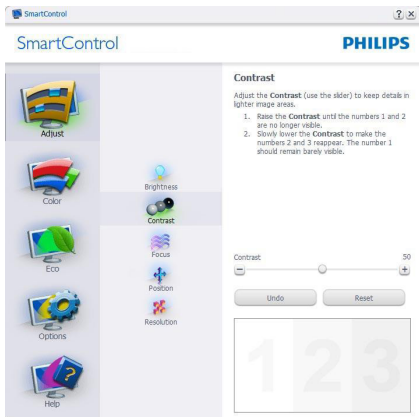 SmartControl
? ×
SmartControl
PHILIPS
Adjust
Color
Eco
Options
Help
Brightness
Contrast
Focus
Position
Resolution
Contrast
Adjust the Contrast (use the slider) to keep details in
lighter image areas.
1. Raise the Contrast until the numbers 1 and 2
are no longer visible.
2. Slowly lower the Contrast to make the
numbers 2 and 3 reappear. The number 1
should remain barely visible.
Contrast 50
− +
Undo Reset
1 2 3